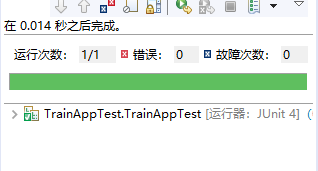 在 0.014 秒之后完成。
运行次数： 1/1 错误： 0 故障次数： 0
TrainAppTest.TrainAppTest [运行器：JUnit 4] (